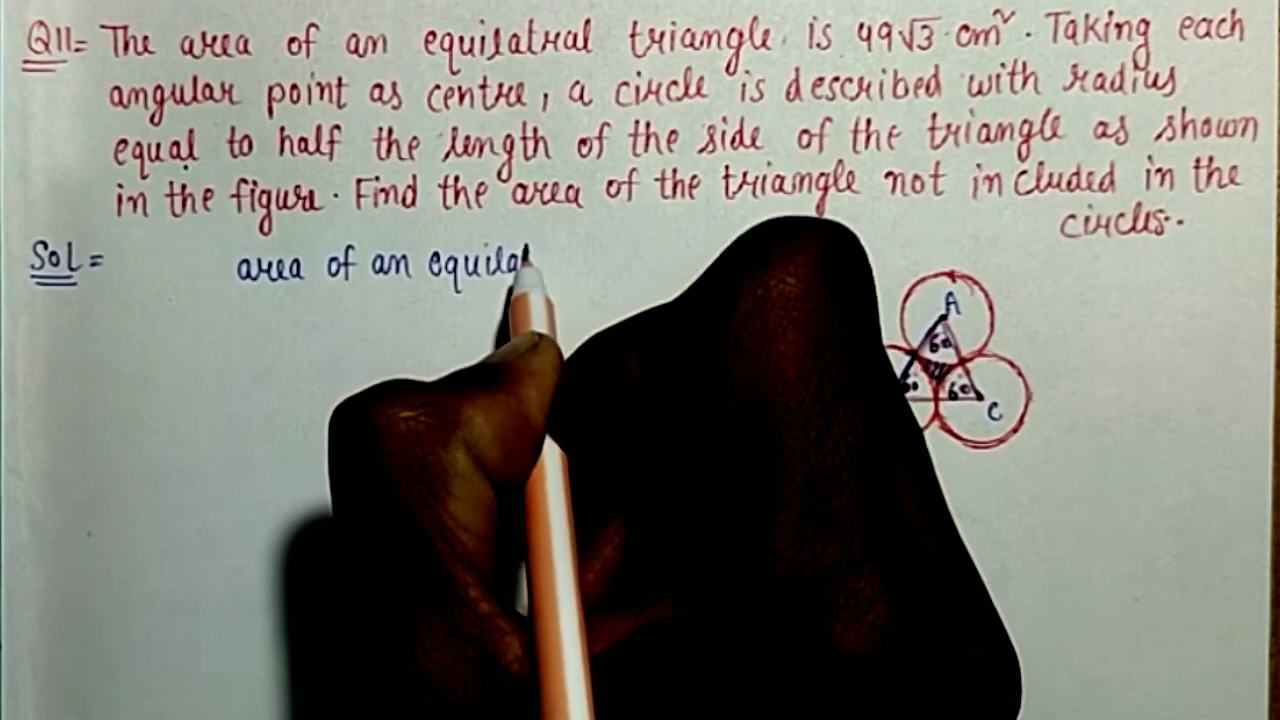 Q11= The area of an equilatral triangle is 49√3 cm². Taking each
angular point as centre, a circle is described with radius
equal to half the length of the side of the triangle as shown
in the figure. Find the area of the triangle not included in the
circles.
Sol= area of an equila
A
60
60
C